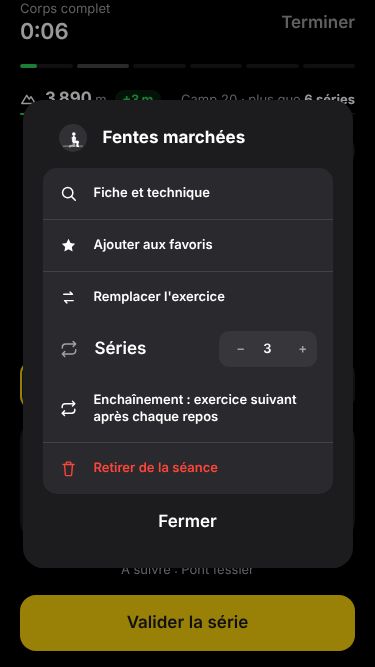 Corps complet
0:06
Terminer
3 890 m +3 m Camp 20 · plus que 6 séries
Fentes marchées
Fiche et technique
Ajouter aux favoris
Remplacer l'exercice
Séries − 3 +
Enchaînement : exercice suivant
après chaque repos
Retirer de la séance
Fermer
À suivre : Pont fessier
Valider la série